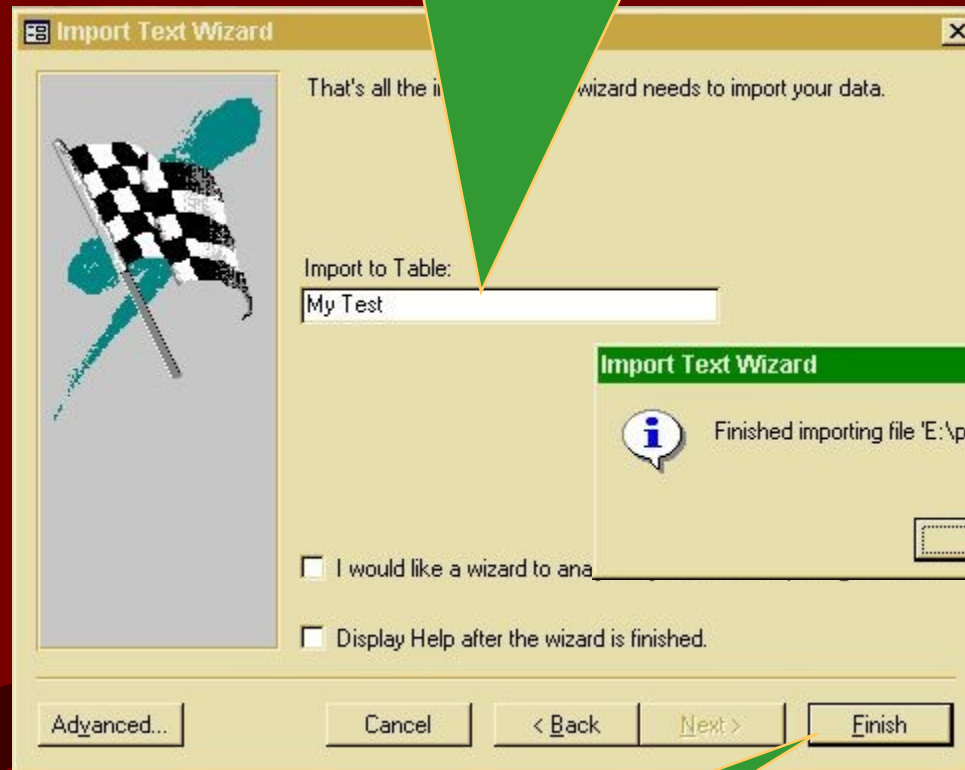 Import Text Wizard
That's all the wizard needs to import your data.
Import to Table:
My Test
Import Text Wizard
Finished importing file 'E:\p
I would like a wizard to
Display Help after the wizard is finished.
Advanced...
Cancel
< Back
Next >
Finish